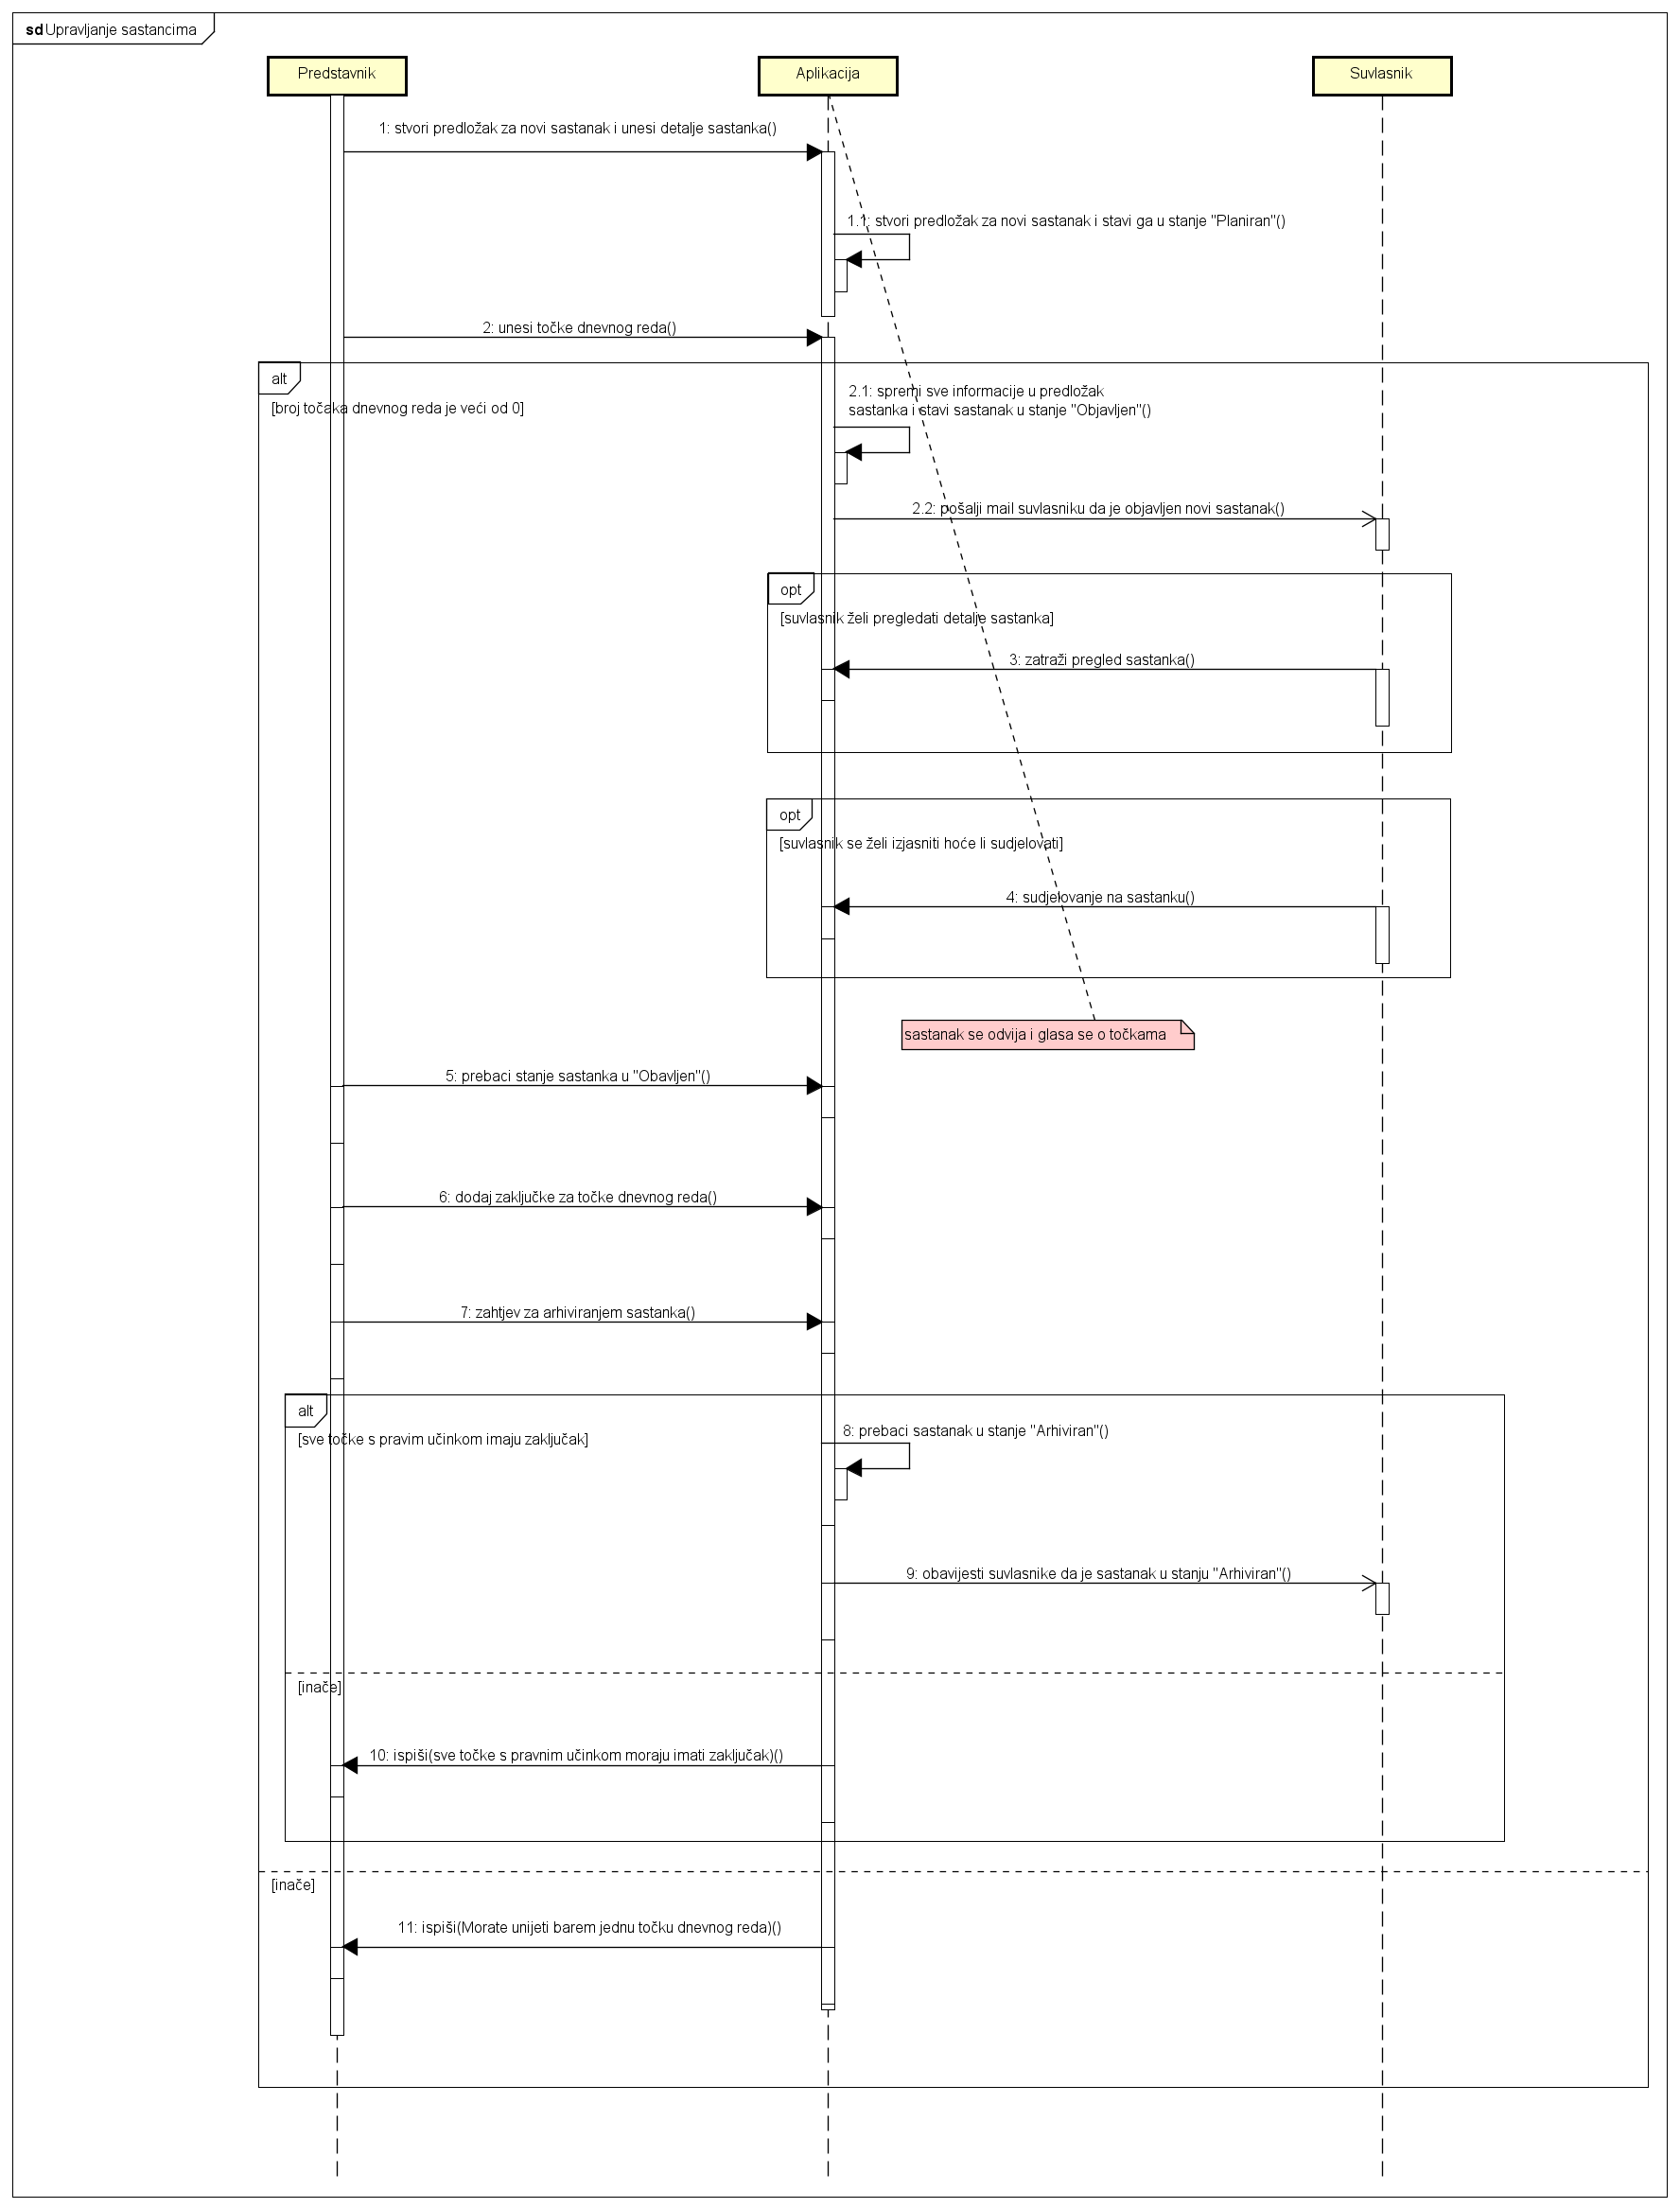 sd Upravljanje sastancima
Predstavnik
Aplikacija
Suvlasnik
1: stvori predložak za novi sastanak i unesi detalje sastanka()
1.1: stvori predložak za novi sastanak i stavi ga u stanje "Planiran"()
2: unesi točke dnevnog reda()
alt
[broj točaka dnevnog reda je veći od 0]
2.1: spremi sve informacije u predložak
sastanka i stavi sastanak u stanje "Objavljen"()
2.2: pošalji mail suvlasniku da je objavljen novi sastanak()
opt
[suvlasnik želi pregledati detalje sastanka]
3: zatraži pregled sastanka()
opt
[suvlasnik se želi izjasniti hoće li sudjelovati]
4: sudjelovanje na sastanku()
sastanak se odvija i glasa se o točkama
5: prebaci stanje sastanka u "Obavljen"()
6: dodaj zaključke za točke dnevnog reda()
7: zahtjev za arhiviranjem sastanka()
alt
[sve točke s pravim učinkom imaju zaključak]
8: prebaci sastanak u stanje "Arhiviran"()
9: obavijesti suvlasnike da je sastanak u stanju "Arhiviran"()
[inače]
10: ispiši(sve točke s pravnim učinkom moraju imati zaključak)()
[inače]
11: ispiši(Morate unijeti barem jednu točku dnevnog reda)()